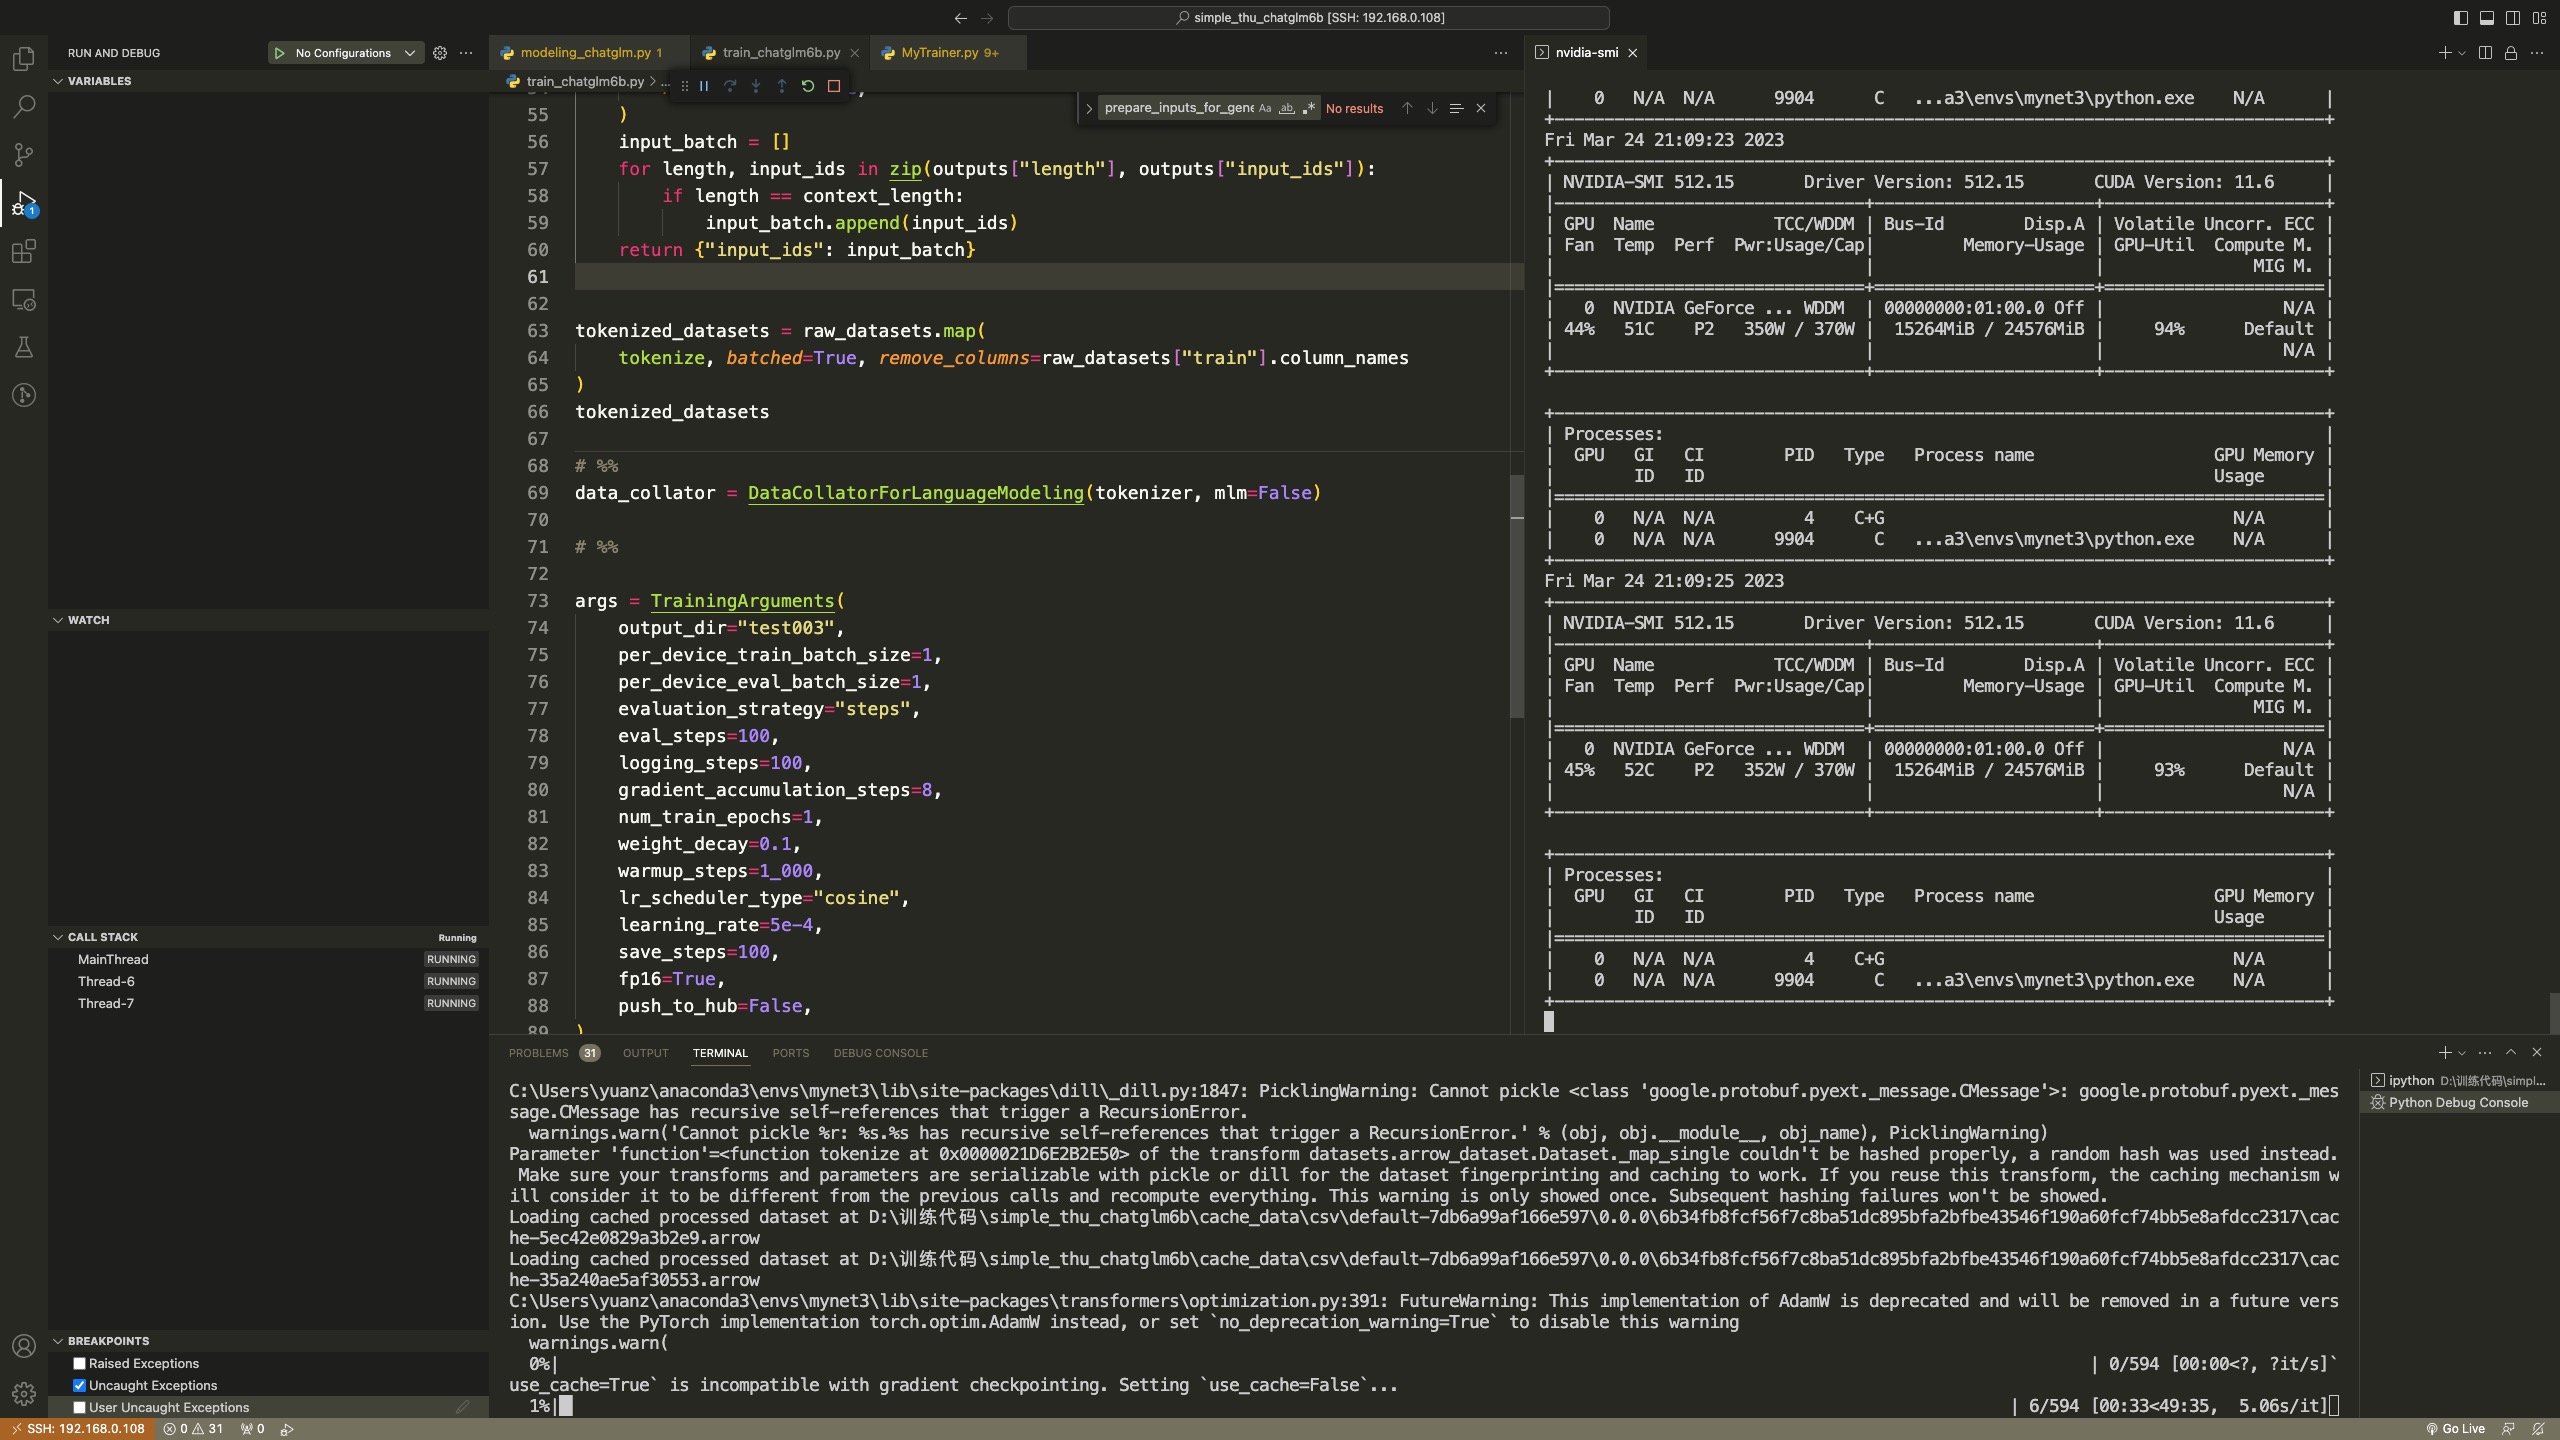 simple_thu_chatglm6b [SSH: 192.168.0.108]
RUN AND DEBUG
No Configurations
VARIABLES
WATCH
CALL STACK
Running
MainThread RUNNING
Thread-6 RUNNING
Thread-7 RUNNING
BREAKPOINTS
Raised Exceptions
Uncaught Exceptions
User Uncaught Exceptions
1
modeling_chatglm.py 1
train_chatglm6b.py
MyTrainer.py 9+
train_chatglm6b.py > ...
prepare_inputs_for_gene Aa ab .* No results
55 )
56 input_batch = []
57 for length, input_ids in zip(outputs["length"], outputs["input_ids"]):
58 if length == context_length:
59 input_batch.append(input_ids)
60 return {"input_ids": input_batch}
61
62
63 tokenized_datasets = raw_datasets.map(
64 tokenize, batched=True, remove_columns=raw_datasets["train"].column_names
65 )
66 tokenized_datasets
67
68 # %%
69 data_collator = DataCollatorForLanguageModeling(tokenizer, mlm=False)
70
71 # %%
72
73 args = TrainingArguments(
74 output_dir="test003",
75 per_device_train_batch_size=1,
76 per_device_eval_batch_size=1,
77 evaluation_strategy="steps",
78 eval_steps=100,
79 logging_steps=100,
80 gradient_accumulation_steps=8,
81 num_train_epochs=1,
82 weight_decay=0.1,
83 warmup_steps=1_000,
84 lr_scheduler_type="cosine",
85 learning_rate=5e-4,
86 save_steps=100,
87 fp16=True,
88 push_to_hub=False,
89 )
nvidia-smi
| 0 N/A N/A 9904 C ...a3\envs\mynet3\python.exe N/A |
Fri Mar 24 21:09:23 2023
| NVIDIA-SMI 512.15 Driver Version: 512.15 CUDA Version: 11.6 |
| GPU Name TCC/WDDM | Bus-Id Disp.A | Volatile Uncorr. ECC |
| Fan Temp Perf Pwr:Usage/Cap| Memory-Usage | GPU-Util Compute M. |
| | | MIG M. |
| 0 NVIDIA GeForce ... WDDM | 00000000:01:00.0 Off | N/A |
| 44% 51C P2 350W / 370W | 15264MiB / 24576MiB | 94% Default |
| | | N/A |
| Processes: |
| GPU GI CI PID Type Process name GPU Memory |
| ID ID Usage |
| 0 N/A N/A 4 C+G N/A |
| 0 N/A N/A 9904 C ...a3\envs\mynet3\python.exe N/A |
Fri Mar 24 21:09:25 2023
| NVIDIA-SMI 512.15 Driver Version: 512.15 CUDA Version: 11.6 |
| GPU Name TCC/WDDM | Bus-Id Disp.A | Volatile Uncorr. ECC |
| Fan Temp Perf Pwr:Usage/Cap| Memory-Usage | GPU-Util Compute M. |
| | | MIG M. |
| 0 NVIDIA GeForce ... WDDM | 00000000:01:00.0 Off | N/A |
| 45% 52C P2 352W / 370W | 15264MiB / 24576MiB | 93% Default |
| | | N/A |
| Processes: |
| GPU GI CI PID Type Process name GPU Memory |
| ID ID Usage |
| 0 N/A N/A 4 C+G N/A |
| 0 N/A N/A 9904 C ...a3\envs\mynet3\python.exe N/A |
PROBLEMS 31 OUTPUT TERMINAL PORTS DEBUG CONSOLE
C:\Users\yuanz\anaconda3\envs\mynet3\lib\site-packages\dill\_dill.py:1847: PicklingWarning: Cannot pickle <class 'google.protobuf.pyext._message.CMessage'>: google.protobuf.pyext._mes
sage.CMessage has recursive self-references that trigger a RecursionError.
warnings.warn('Cannot pickle %r: %s.%s has recursive self-references that trigger a RecursionError.' % (obj, obj.__module__, obj_name), PicklingWarning)
Parameter 'function'=<function tokenize at 0x0000021D6E2B2E50> of the transform datasets.arrow_dataset.Dataset._map_single couldn't be hashed properly, a random hash was used instead.
Make sure your transforms and parameters are serializable with pickle or dill for the dataset fingerprinting and caching to work. If you reuse this transform, the caching mechanism w
ill consider it to be different from the previous calls and recompute everything. This warning is only showed once. Subsequent hashing failures won't be showed.
Loading cached processed dataset at D:\训练代码\simple_thu_chatglm6b\cache_data\csv\default-7db6a99af166e597\0.0.0\6b34fb8fcf56f7c8ba51dc895bfa2bfbe43546f190a60fcf74bb5e8afdcc2317\cac
he-5ec42e0829a3b2e9.arrow
Loading cached processed dataset at D:\训练代码\simple_thu_chatglm6b\cache_data\csv\default-7db6a99af166e597\0.0.0\6b34fb8fcf56f7c8ba51dc895bfa2bfbe43546f190a60fcf74bb5e8afdcc2317\cac
he-35a240ae5af30553.arrow
C:\Users\yuanz\anaconda3\envs\mynet3\lib\site-packages\transformers\optimization.py:391: FutureWarning: This implementation of AdamW is deprecated and will be removed in a future vers
ion. Use the PyTorch implementation torch.optim.AdamW instead, or set `no_deprecation_warning=True` to disable this warning
warnings.warn(
0%| | 0/594 [00:00<?, ?it/s]`
use_cache=True` is incompatible with gradient checkpointing. Setting `use_cache=False`...
1%| | 6/594 [00:33<49:35, 5.06s/it]
ipython D:\训练代码\simpl...
Python Debug Console
SSH: 192.168.0.108 0 31 0
Go Live